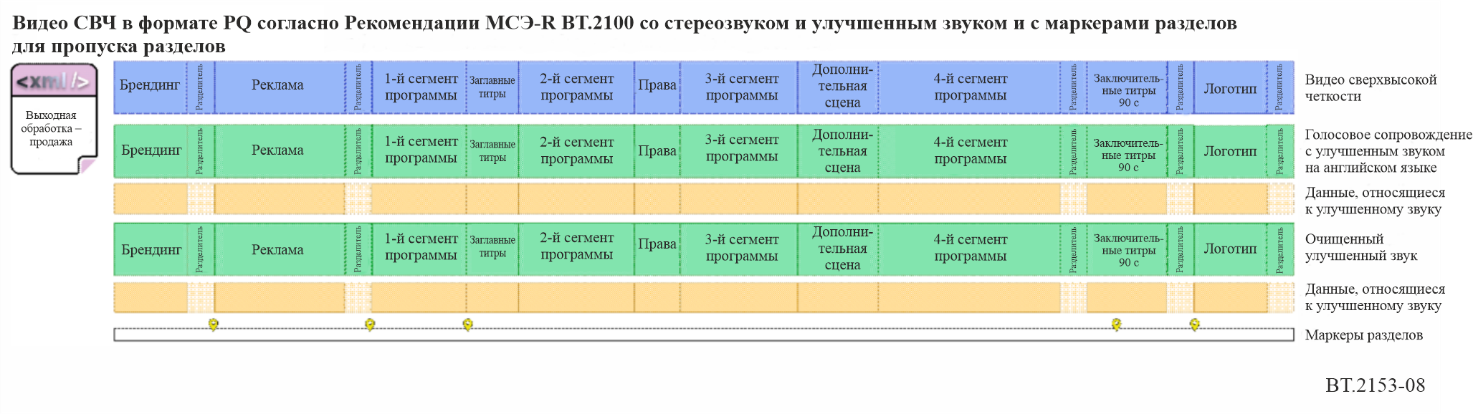 Видео СВЧ в формате PQ согласно Рекомендации МСЭ-R BT.2100 со стереозвуком и улучшенным звуком и с маркерами разделов
для пропуска разделов
<xml/>
Выходная
обработка –
продажа
Брендинг
Разделитель
Реклама
Разделитель
1-й сегмент
программы
Заглавные
титры
2-й сегмент
программы
Права
3-й сегмент
программы
Дополни-
тельная
сцена
4-й сегмент
программы
Разделитель
Заключитель-
ные титры
90 с
Разделитель
Логотип
Разделитель
Видео сверхвысокой
четкости
Брендинг
Разделитель
Реклама
Разделитель
1-й сегмент
программы
Заглавные
титры
2-й сегмент
программы
Права
3-й сегмент
программы
Дополни-
тельная
сцена
4-й сегмент
программы
Разделитель
Заключитель-
ные титры
90 с
Разделитель
Логотип
Разделитель
Голосовое сопровождение
с улучшенным звуком
на английском языке
Данные, относящиеся
к улучшенному звуку
Брендинг
Разделитель
Реклама
Разделитель
1-й сегмент
программы
Заглавные
титры
2-й сегмент
программы
Права
3-й сегмент
программы
Дополни-
тельная
сцена
4-й сегмент
программы
Разделитель
Заключитель-
ные титры
90 с
Разделитель
Логотип
Разделитель
Очищенный
улучшенный звук
Данные, относящиеся
к улучшенному звуку
Маркеры разделов
BT.2153-08